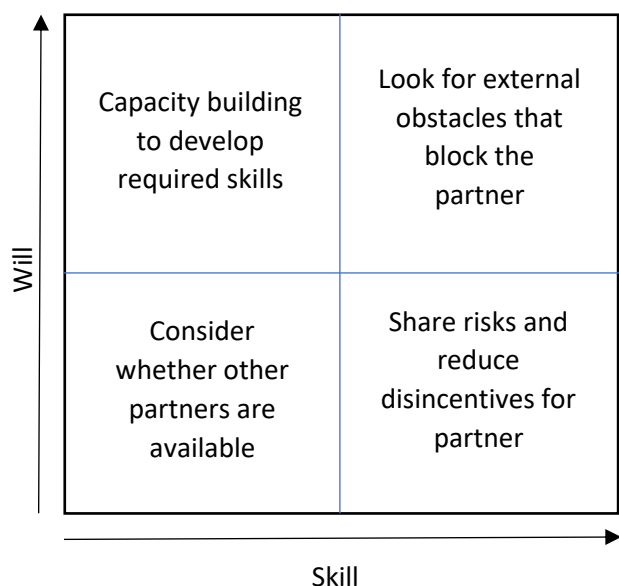 Capacity building
to develop
required skills
Look for external
obstacles that
block the
partner
Will
Consider
whether other
partners are
available
Share risks and
reduce
disincentives for
partner
Skill